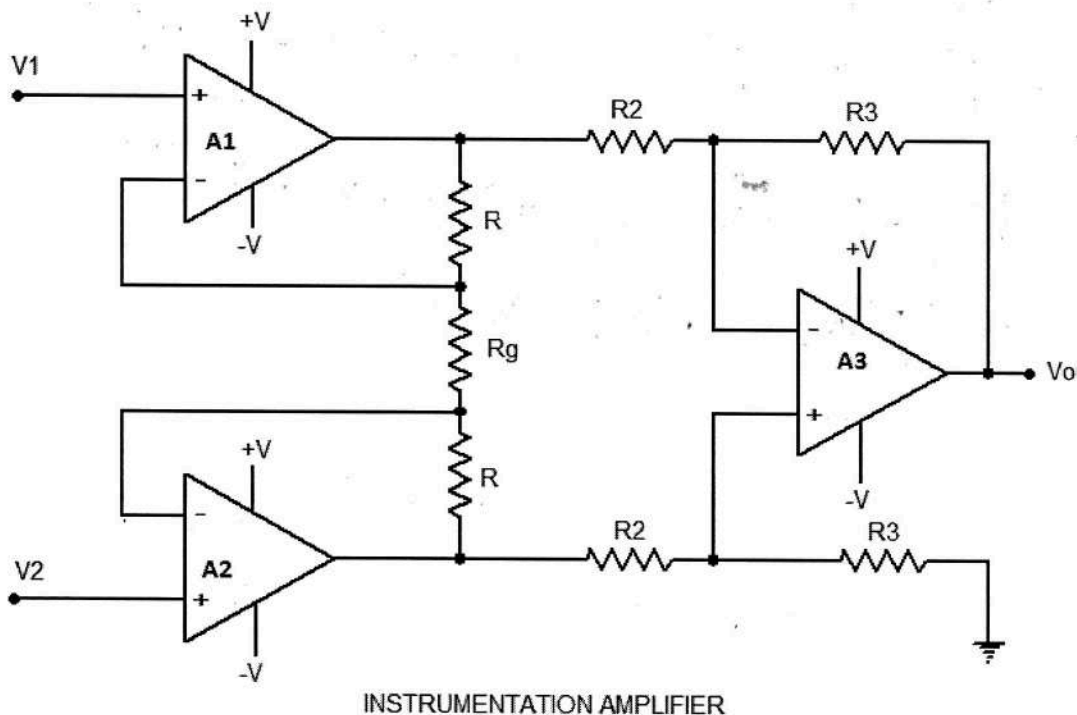 +V
V1
+
A1
−
-V
R2
R3
R
+V
Rg
−
A3
Vo
+
+V
R
-V
−
R2
R3
A2
V2
+
-V
INSTRUMENTATION AMPLIFIER